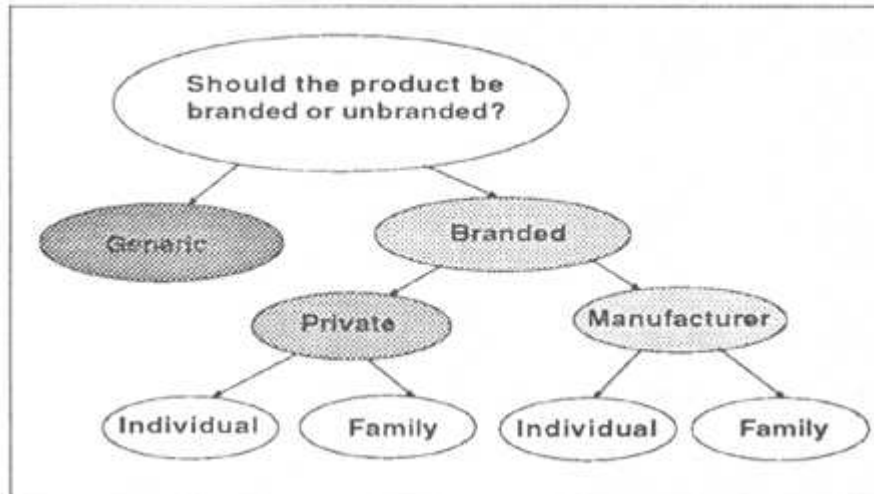 Should the product be
branded or unbranded?
Generic
Branded
Private
Manufacturer
Individual
Family
Individual
Family